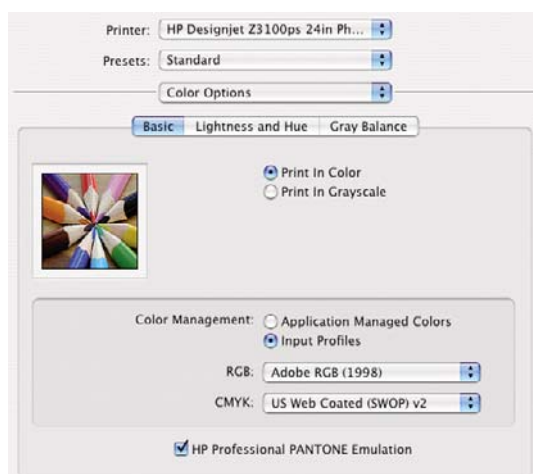 Printer: HP Designjet Z3100ps 24in Ph...
Presets: Standard
Color Options
Basic Lightness and Hue Gray Balance
Print In Color
Print In Grayscale
Color Management: Application Managed Colors
Input Profiles
RGB: Adobe RGB (1998)
CMYK: US Web Coated (SWOP) v2
HP Professional PANTONE Emulation